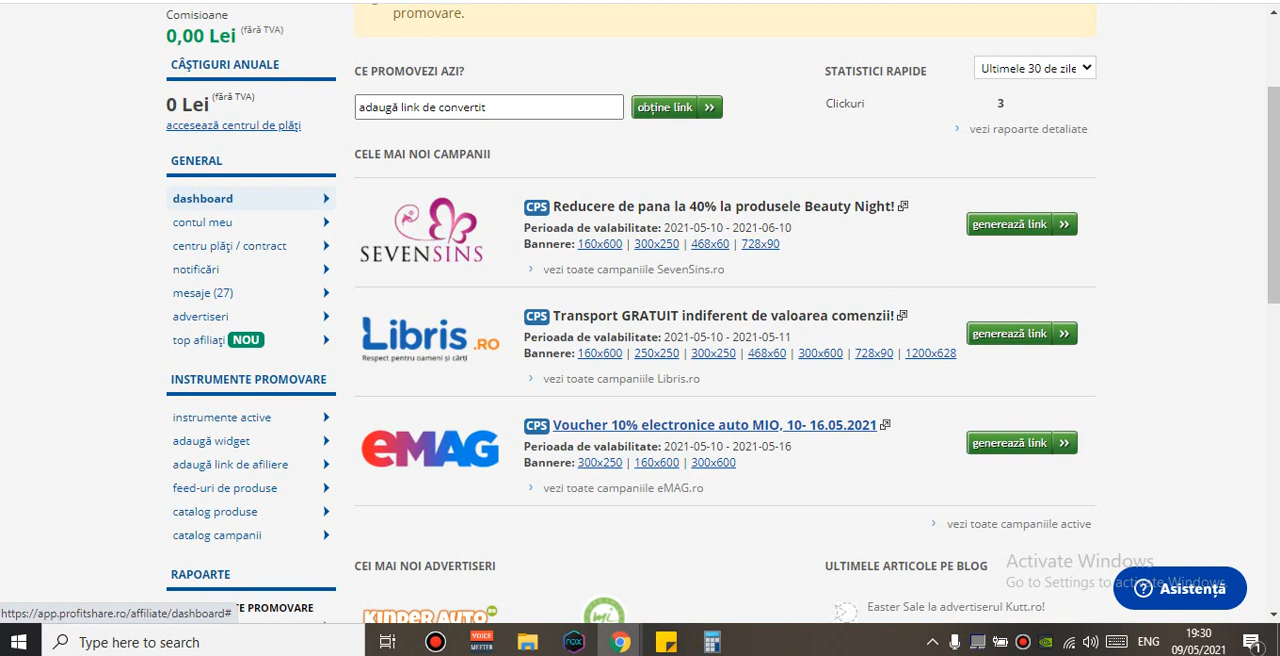 promovare.
Comisioane
0,00 Lei (fără TVA)
CÂȘTIGURI ANUALE
0 Lei (fără TVA)
accesează centrul de plăți
GENERAL
dashboard
contul meu
centru plăți / contract
notificări
mesaje (27)
advertiseri
top afiliați NOU
INSTRUMENTE PROMOVARE
instrumente active
adaugă widget
adaugă link de afiliere
feed-uri de produse
catalog produse
catalog campanii
RAPOARTE
TE PROMOVARE
CE PROMOVEZI AZI?
adaugă link de convertit
obține link
STATISTICI RAPIDE
Ultimele 30 de zile
Clickuri 3
vezi rapoarte detaliate
CELE MAI NOI CAMPANII
SEVENSINS
CPS Reducere de pana la 40% la produsele Beauty Night!
Perioada de valabilitate: 2021-05-10 - 2021-06-10
Bannere: 160x600 | 300x250 | 468x60 | 728x90
vezi toate campaniile SevenSins.ro
generează link
Libris.RO
Respect pentru oameni și cărți
CPS Transport GRATUIT indiferent de valoarea comenzii!
Perioada de valabilitate: 2021-05-10 - 2021-05-11
Bannere: 160x600 | 250x250 | 300x250 | 468x60 | 300x600 | 728x90 | 1200x628
vezi toate campaniile Libris.ro
generează link
eMAG
CPS Voucher 10% electronice auto MIO, 10- 16.05.2021
Perioada de valabilitate: 2021-05-10 - 2021-05-16
Bannere: 300x250 | 160x600 | 300x600
vezi toate campaniile eMAG.ro
generează link
vezi toate campaniile active
CEI MAI NOI ADVERTISERI
KINDERAUTO
ULTIMELE ARTICOLE PE BLOG
Easter Sale la advertiserul Kutt.ro!
Activate Windows
Go to Settings to activate Windows.
Asistență
https://app.profitshare.ro/affiliate/dashboard#
Type here to search
VOICE
MEETER
nox
ENG
19:30
09/05/2021
1